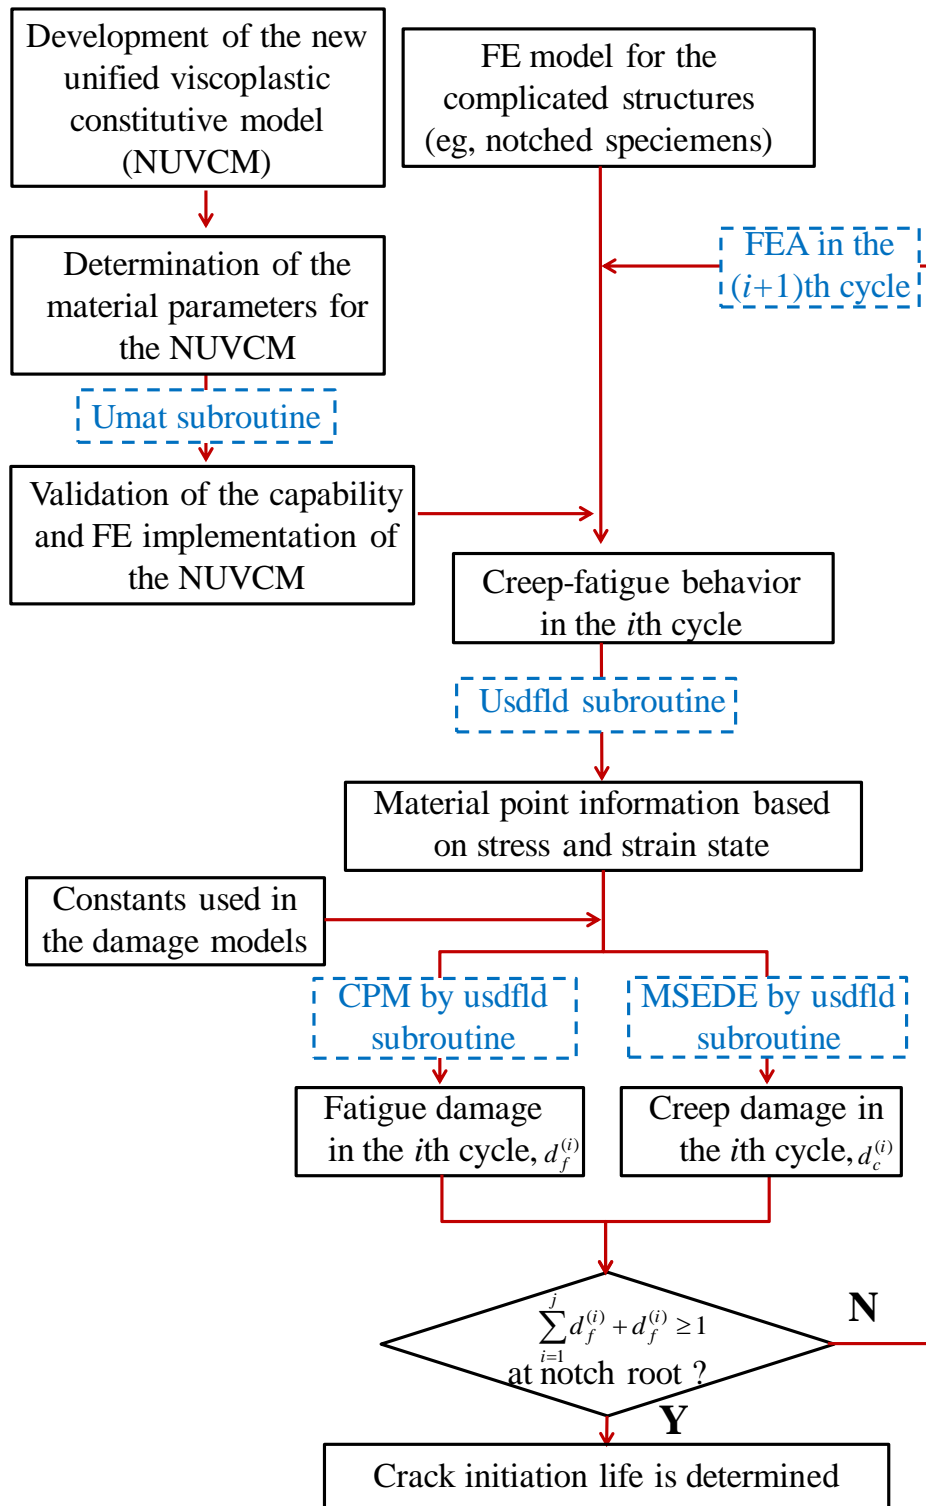 Development of the new
unified viscoplastic
constitutive model
(NUVCM)
FE model for the
complicated structures
(eg, notched speciemens)
FEA in the
(i+1)th cycle
Determination of the
material parameters for
the NUVCM
Umat subroutine
Validation of the capability
and FE implementation of
the NUVCM
Creep-fatigue behavior
in the ith cycle
Usdfld subroutine
Material point information based
on stress and strain state
Constants used in
the damage models
CPM by usdfld
subroutine
MSEDE by usdfld
subroutine
Fatigue damage
in the ith cycle, d_f^{(i)}
Creep damage in
the ith cycle, d_c^{(i)}
\sum_{i=1}^{j} d_f^{(i)} + d_f^{(i)} ≥ 1
at notch root ?
N
Y
Crack initiation life is determined